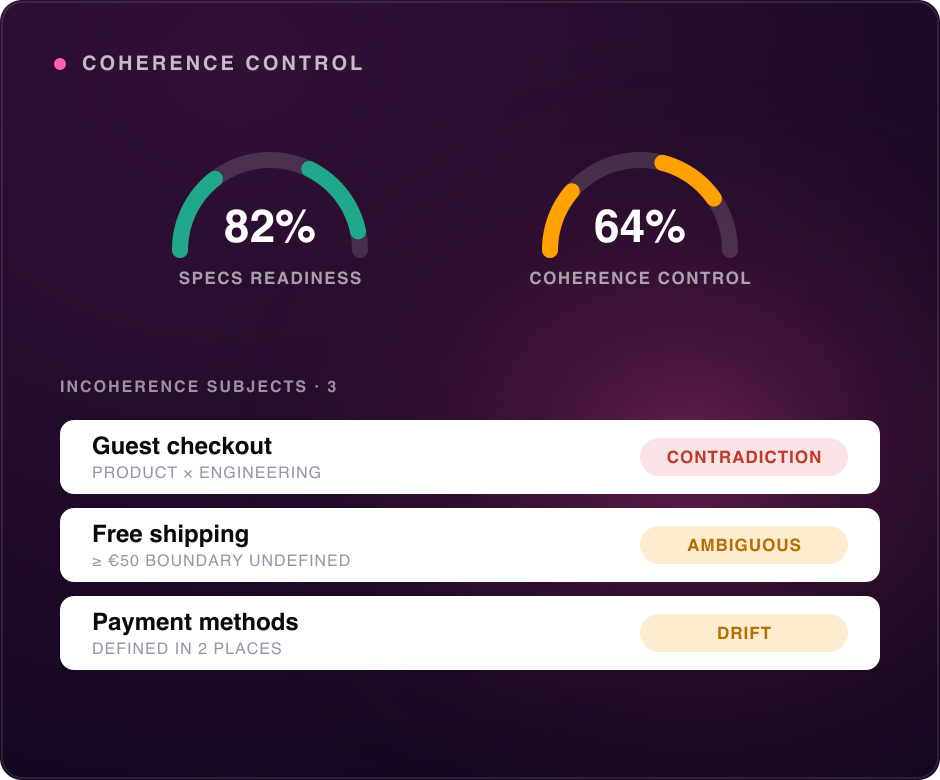 COHERENCE CONTROL
82%
SPECS READINESS
64%
COHERENCE CONTROL
INCOHERENCE SUBJECTS · 3
Guest checkout
PRODUCT × ENGINEERING
CONTRADICTION
Free shipping
≥ €50 BOUNDARY UNDEFINED
AMBIGUOUS
Payment methods
DEFINED IN 2 PLACES
DRIFT